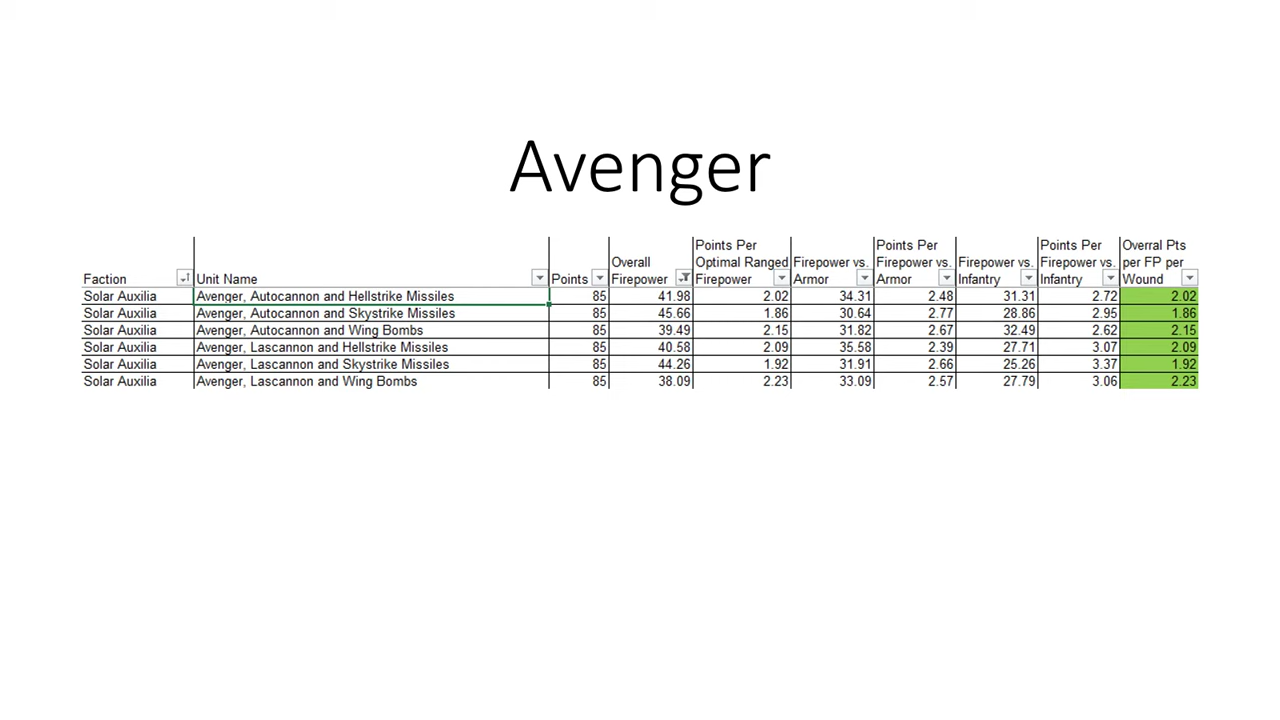 Avenger
Faction Unit Name Points Overall Firepower Points Per Optimal Ranged Firepower Firepower vs. Armor Points Per Firepower vs. Armor Firepower vs. Infantry Points Per Firepower vs. Infantry Overral Pts per FP per Wound
Solar Auxilia Avenger, Autocannon and Hellstrike Missiles 85 41.98 2.02 34.31 2.48 31.31 2.72 2.02
Solar Auxilia Avenger, Autocannon and Skystrike Missiles 85 45.66 1.86 30.64 2.77 28.86 2.95 1.86
Solar Auxilia Avenger, Autocannon and Wing Bombs 85 39.49 2.15 31.82 2.67 32.49 2.62 2.15
Solar Auxilia Avenger, Lascannon and Hellstrike Missiles 85 40.58 2.09 35.58 2.39 27.71 3.07 2.09
Solar Auxilia Avenger, Lascannon and Skystrike Missiles 85 44.26 1.92 31.91 2.66 25.26 3.37 1.92
Solar Auxilia Avenger, Lascannon and Wing Bombs 85 38.09 2.23 33.09 2.57 27.79 3.06 2.23